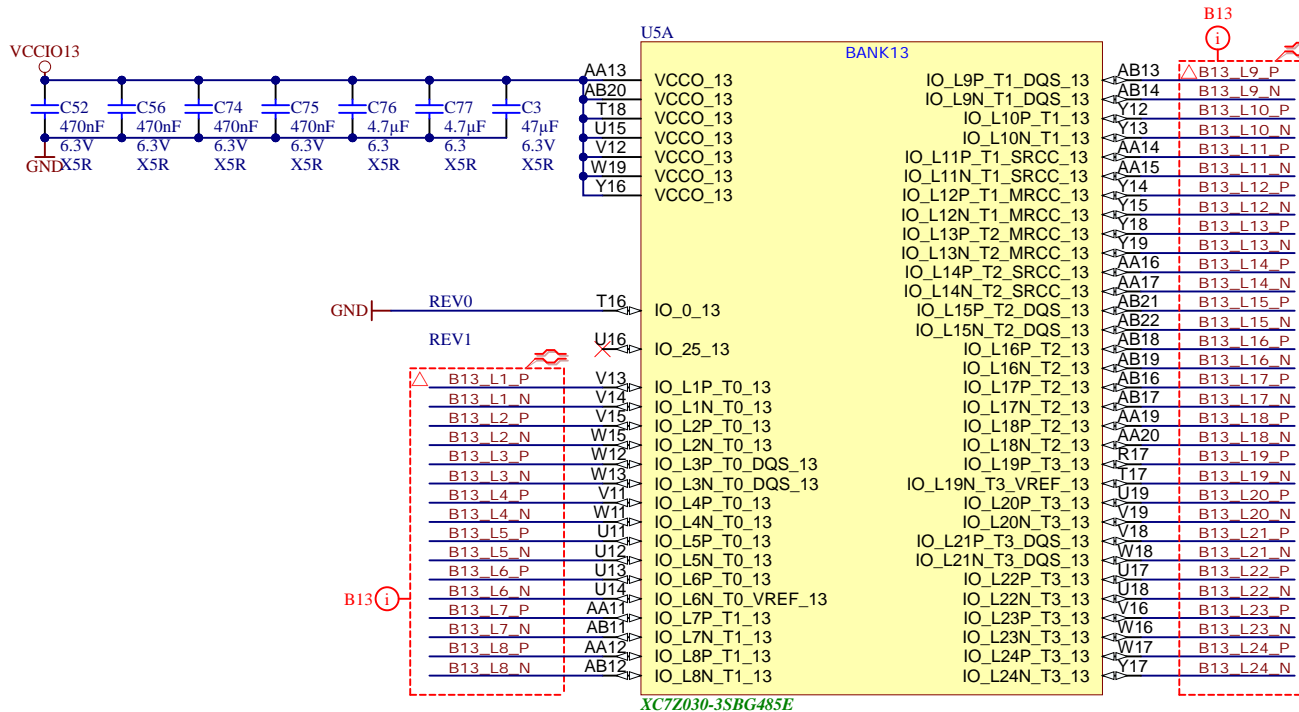 B13
i
U5A
BANK13
VCCIO13
C52 470nF 6.3V X5R
C56 470nF 6.3V X5R
C74 470nF 6.3V X5R
C75 470nF 6.3V X5R
C76 4.7µF 6.3 X5R
C77 4.7µF 6.3 X5R
C3 47µF 6.3V X5R
GND
AA13 VCCO_13
AB20 VCCO_13
T18 VCCO_13
U15 VCCO_13
V12 VCCO_13
W19 VCCO_13
Y16 VCCO_13
GND REV0 T16 IO_0_13
REV1 U16 IO_25_13
B13_L1_P V13 IO_L1P_T0_13
B13_L1_N V14 IO_L1N_T0_13
B13_L2_P V15 IO_L2P_T0_13
B13_L2_N W15 IO_L2N_T0_13
B13_L3_P W12 IO_L3P_T0_DQS_13
B13_L3_N W13 IO_L3N_T0_DQS_13
B13_L4_P V11 IO_L4P_T0_13
B13_L4_N W11 IO_L4N_T0_13
B13_L5_P U11 IO_L5P_T0_13
B13_L5_N U12 IO_L5N_T0_13
B13_L6_P U13 IO_L6P_T0_13
B13_L6_N U14 IO_L6N_T0_VREF_13
B13_L7_P AA11 IO_L7P_T1_13
B13_L7_N AB11 IO_L7N_T1_13
B13_L8_P AA12 IO_L8P_T1_13
B13_L8_N AB12 IO_L8N_T1_13
B13 i
IO_L9P_T1_DQS_13 AB13 B13_L9_P
IO_L9N_T1_DQS_13 AB14 B13_L9_N
IO_L10P_T1_13 Y12 B13_L10_P
IO_L10N_T1_13 Y13 B13_L10_N
IO_L11P_T1_SRCC_13 AA14 B13_L11_P
IO_L11N_T1_SRCC_13 AA15 B13_L11_N
IO_L12P_T1_MRCC_13 Y14 B13_L12_P
IO_L12N_T1_MRCC_13 Y15 B13_L12_N
IO_L13P_T2_MRCC_13 Y18 B13_L13_P
IO_L13N_T2_MRCC_13 Y19 B13_L13_N
IO_L14P_T2_SRCC_13 AA16 B13_L14_P
IO_L14N_T2_SRCC_13 AA17 B13_L14_N
IO_L15P_T2_DQS_13 AB21 B13_L15_P
IO_L15N_T2_DQS_13 AB22 B13_L15_N
IO_L16P_T2_13 AB18 B13_L16_P
IO_L16N_T2_13 AB19 B13_L16_N
IO_L17P_T2_13 AB16 B13_L17_P
IO_L17N_T2_13 AB17 B13_L17_N
IO_L18P_T2_13 AA19 B13_L18_P
IO_L18N_T2_13 AA20 B13_L18_N
IO_L19P_T3_13 R17 B13_L19_P
IO_L19N_T3_VREF_13 T17 B13_L19_N
IO_L20P_T3_13 U19 B13_L20_P
IO_L20N_T3_13 V19 B13_L20_N
IO_L21P_T3_DQS_13 V18 B13_L21_P
IO_L21N_T3_DQS_13 W18 B13_L21_N
IO_L22P_T3_13 U17 B13_L22_P
IO_L22N_T3_13 U18 B13_L22_N
IO_L23P_T3_13 V16 B13_L23_P
IO_L23N_T3_13 W16 B13_L23_N
IO_L24P_T3_13 W17 B13_L24_P
IO_L24N_T3_13 Y17 B13_L24_N
XC7Z030-3SBG485E